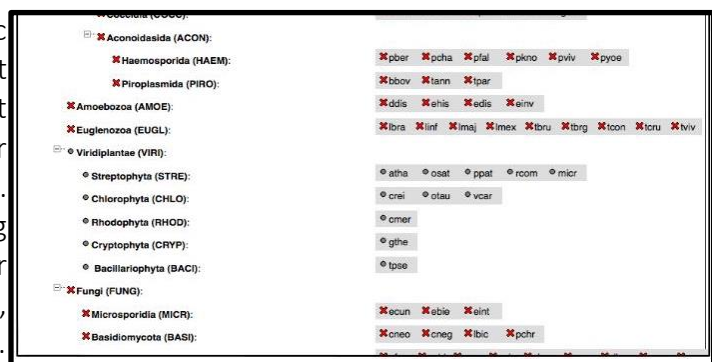 Aconoidasida (ACON):
Haemosporida (HAEM): pber pcha pfal pkno pviv pyoe
Piroplasmida (PIRO): bbov tann tpar
Amoebozoa (AMOE): ddis ehis edis einv
Euglenozoa (EUGL): lbra linf lmaj lmex tbru tbrg tcon tcru tviv
Viridiplantae (VIRI):
Streptophyta (STRE): atha osat ppat rcom micr
Chlorophyta (CHLO): crei otau vcar
Rhodophyta (RHOD): cmer
Cryptophyta (CRYP): gthe
Bacillariophyta (BACI): tpse
Fungi (FUNG):
Microsporidia (MICR): ecun ebie eint
Basidiomycota (BASI): cneo cneg lbic pchr